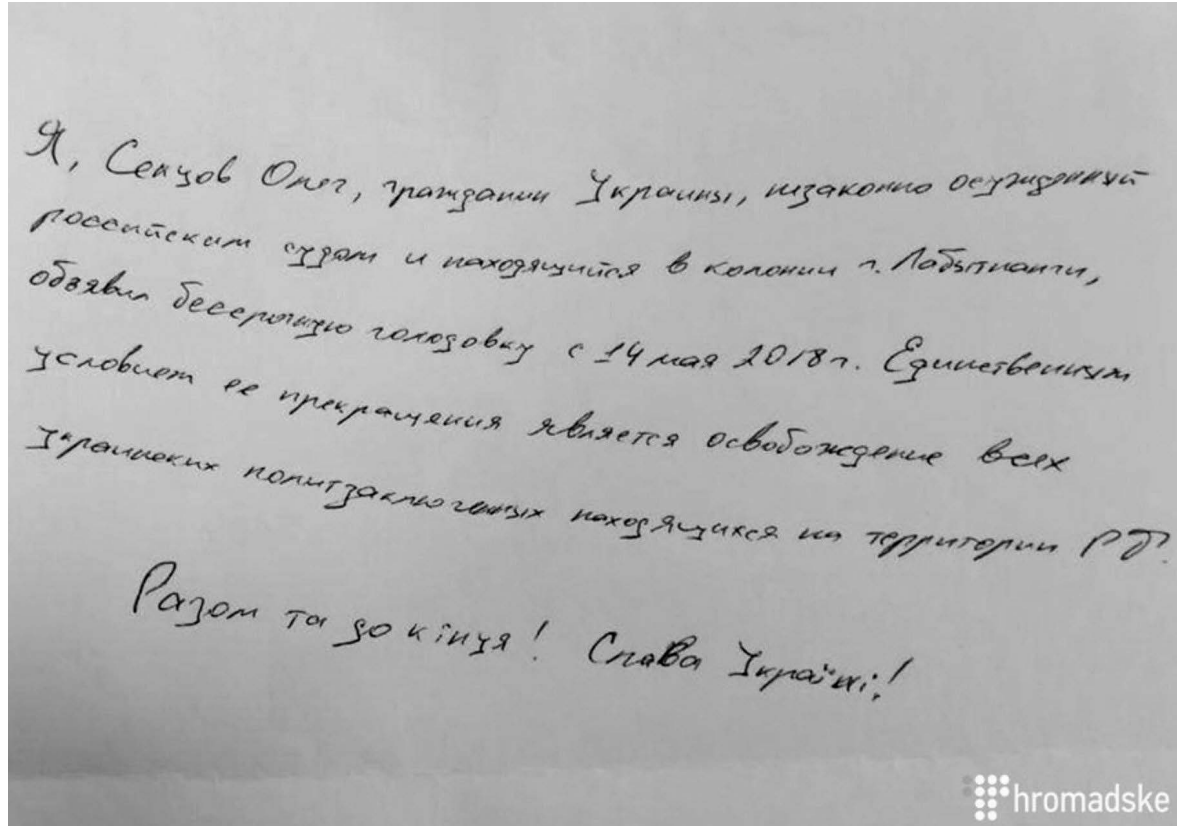 Я, Сенцов Олег, гражданин Украины, незаконно осужденный
российским судом и находящийся в колонии г. Лабытнанги,
объявил бессрочную голодовку с 14 мая 2018г. Единственным
условием ее прекращения является освобождение всех
украинских политзаключенных находящихся на территории РФ.
Разом та до кінця! Слава Україні!
hromadske